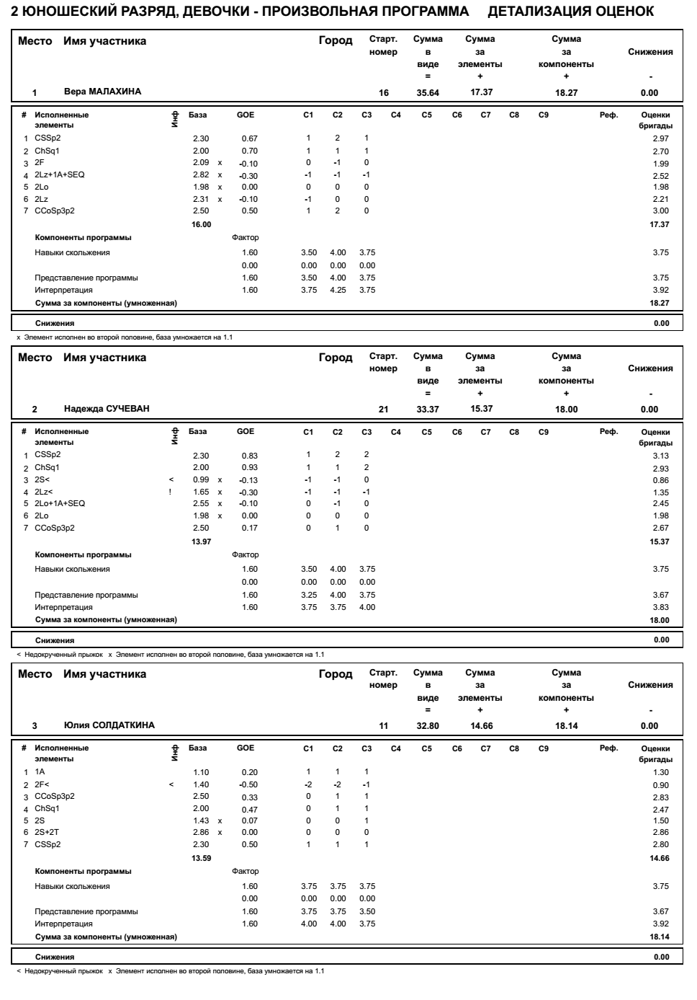 2 ЮНОШЕСКИЙ РАЗРЯД, ДЕВОЧКИ - ПРОИЗВОЛЬНАЯ ПРОГРАММА ДЕТАЛИЗАЦИЯ ОЦЕНОК
Место Имя участника Город Старт. Сумма Сумма Сумма
номер в за за Снижения
виде элементы компоненты
= + + -
1 Вера МАЛАХИНА 16 35.64 17.37 18.27 0.00
# Исполненные Инф База GOE C1 C2 C3 C4 C5 C6 C7 C8 C9 Реф. Оценки
элементы бригады
1 CSSp2 2.30 0.67 1 2 1 2.97
2 ChSq1 2.00 0.70 1 1 1 2.70
3 2F 2.09 x -0.10 0 -1 0 1.99
4 2Lz+1A+SEQ 2.82 x -0.30 -1 -1 -1 2.52
5 2Lo 1.98 x 0.00 0 0 0 1.98
6 2Lz 2.31 x -0.10 -1 0 0 2.21
7 CCoSp3p2 2.50 0.50 1 2 0 3.00
16.00 17.37
Компоненты программы Фактор
Навыки скольжения 1.60 3.50 4.00 3.75 3.75
0.00 0.00 0.00 0.00
Представление программы 1.60 3.50 4.00 3.75 3.75
Интерпретация 1.60 3.75 4.25 3.75 3.92
Сумма за компоненты (умноженная) 18.27
Снижения 0.00
x Элемент исполнен во второй половине, база умножается на 1.1
Место Имя участника Город Старт. Сумма Сумма Сумма
номер в за за Снижения
виде элементы компоненты
= + + -
2 Надежда СУЧЕВАН 21 33.37 15.37 18.00 0.00
# Исполненные Инф База GOE C1 C2 C3 C4 C5 C6 C7 C8 C9 Реф. Оценки
элементы бригады
1 CSSp2 2.30 0.83 1 2 2 3.13
2 ChSq1 2.00 0.93 1 1 2 2.93
3 2S< < 0.99 x -0.13 -1 -1 0 0.86
4 2Lz< ! 1.65 x -0.30 -1 -1 -1 1.35
5 2Lo+1A+SEQ 2.55 x -0.10 0 -1 0 2.45
6 2Lo 1.98 x 0.00 0 0 0 1.98
7 CCoSp3p2 2.50 0.17 0 1 0 2.67
13.97 15.37
Компоненты программы Фактор
Навыки скольжения 1.60 3.50 4.00 3.75 3.75
0.00 0.00 0.00 0.00
Представление программы 1.60 3.25 4.00 3.75 3.67
Интерпретация 1.60 3.75 3.75 4.00 3.83
Сумма за компоненты (умноженная) 18.00
Снижения 0.00
< Недокрученный прыжок x Элемент исполнен во второй половине, база умножается на 1.1
Место Имя участника Город Старт. Сумма Сумма Сумма
номер в за за Снижения
виде элементы компоненты
= + + -
3 Юлия СОЛДАТКИНА 11 32.80 14.66 18.14 0.00
# Исполненные Инф База GOE C1 C2 C3 C4 C5 C6 C7 C8 C9 Реф. Оценки
элементы бригады
1 1A 1.10 0.20 1 1 1 1.30
2 2F< < 1.40 -0.50 -2 -2 -1 0.90
3 CCoSp3p2 2.50 0.33 0 1 1 2.83
4 ChSq1 2.00 0.47 0 1 1 2.47
5 2S 1.43 x 0.07 0 0 1 1.50
6 2S+2T 2.86 x 0.00 0 0 0 2.86
7 CSSp2 2.30 0.50 1 1 1 2.80
13.59 14.66
Компоненты программы Фактор
Навыки скольжения 1.60 3.75 3.75 3.75 3.75
0.00 0.00 0.00 0.00
Представление программы 1.60 3.75 3.75 3.50 3.67
Интерпретация 1.60 4.00 4.00 3.75 3.92
Сумма за компоненты (умноженная) 18.14
Снижения 0.00
< Недокрученный прыжок x Элемент исполнен во второй половине, база умножается на 1.1